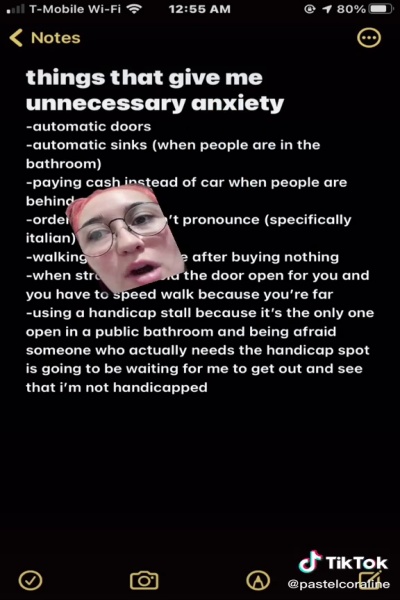 T-Mobile Wi-Fi 12:55 AM 80%
Notes
things that give me
unnecessary anxiety
-automatic doors
-automatic sinks (when people are in the
bathroom)
-paying cash instead of car when people are
behind
't pronounce (specifically
italian)
-walking after buying nothing
-when the door open for you and
you have to speed walk because you're far
-using a handicap stall because it's the only one
open in a public bathroom and being afraid
someone who actually needs the handicap spot
is going to be waiting for me to get out and see
that i'm not handicapped
TikTok
@pastelcoraline